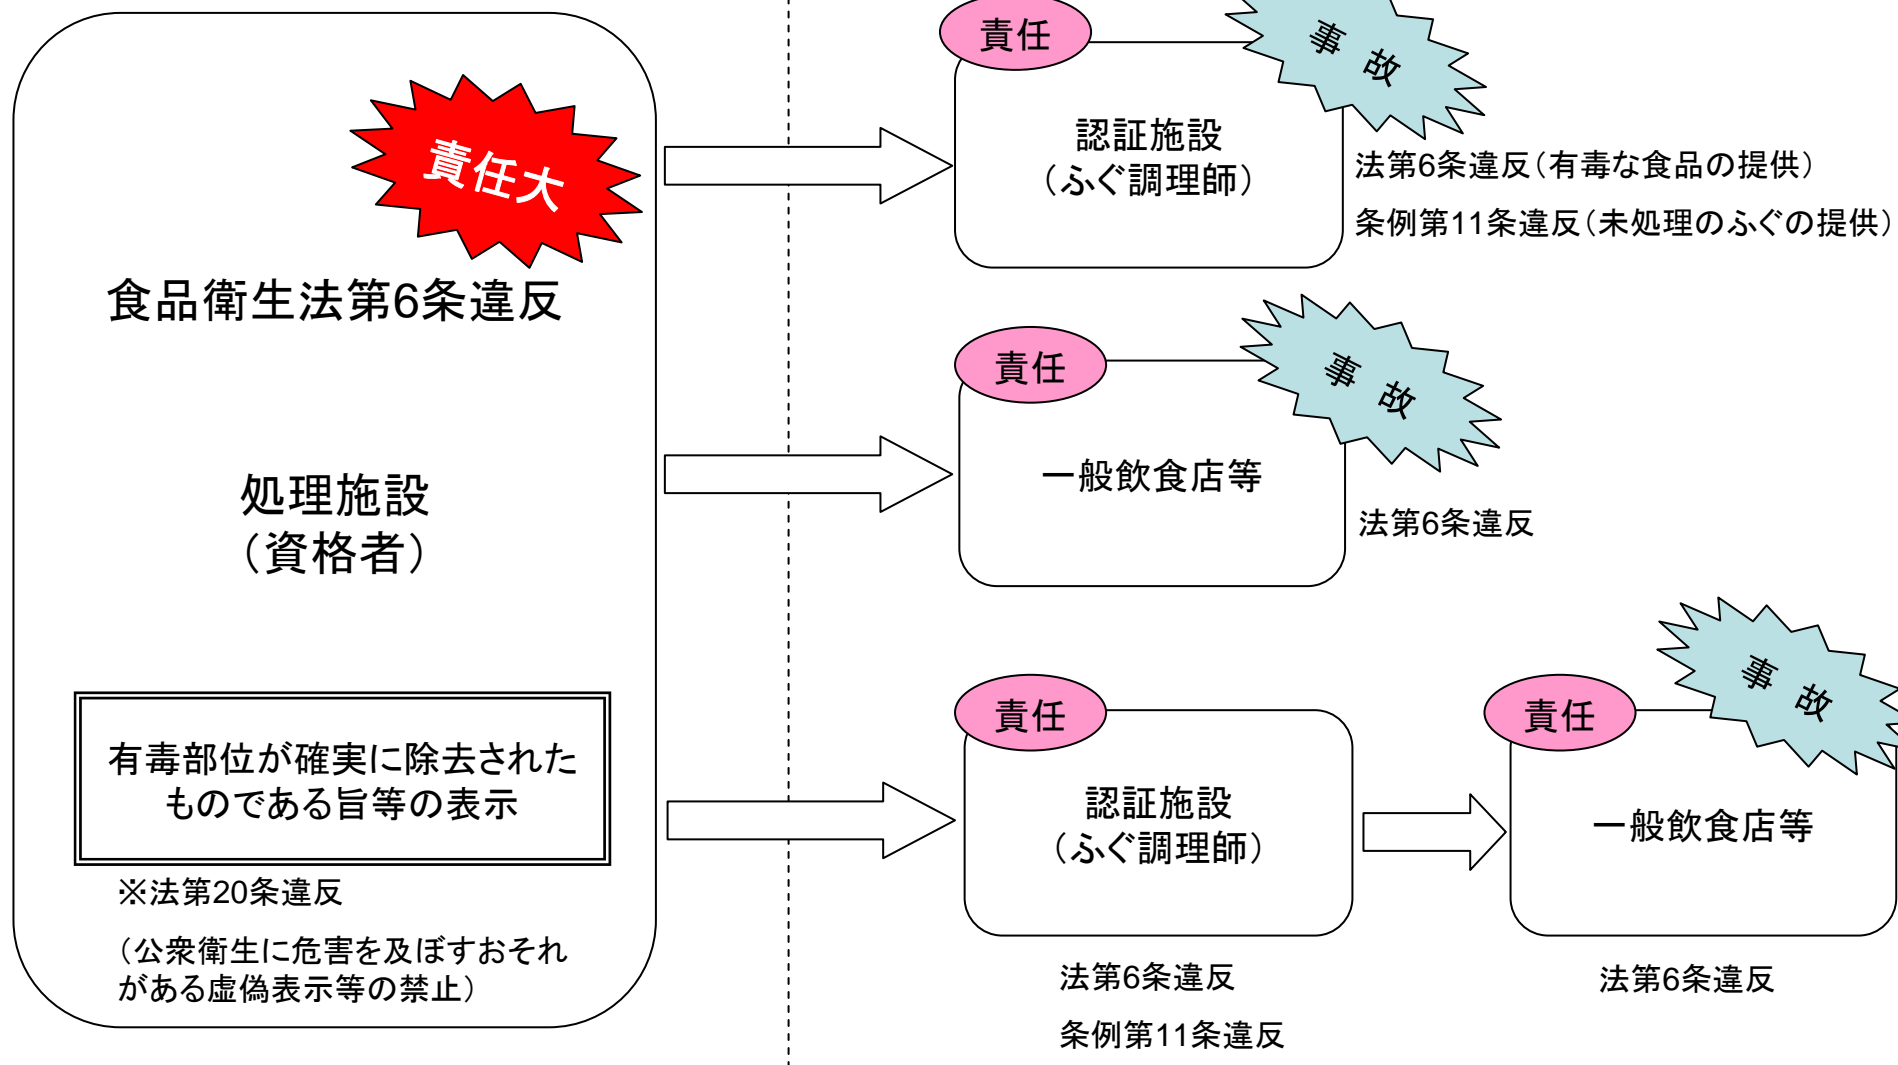 責任大
食品衛生法第6条違反
処理施設
（資格者）
有毒部位が確実に除去された
ものである旨等の表示
※法第20条違反
（公衆衛生に危害を及ぼすおそれ
がある虚偽表示等の禁止）
責任
事 故
認証施設
（ふぐ調理師）
法第6条違反（有毒な食品の提供）
条例第11条違反（未処理のふぐの提供）
責任
事 故
一般飲食店等
法第6条違反
責任
認証施設
（ふぐ調理師）
法第6条違反
条例第11条違反
責任
事 故
一般飲食店等
法第6条違反